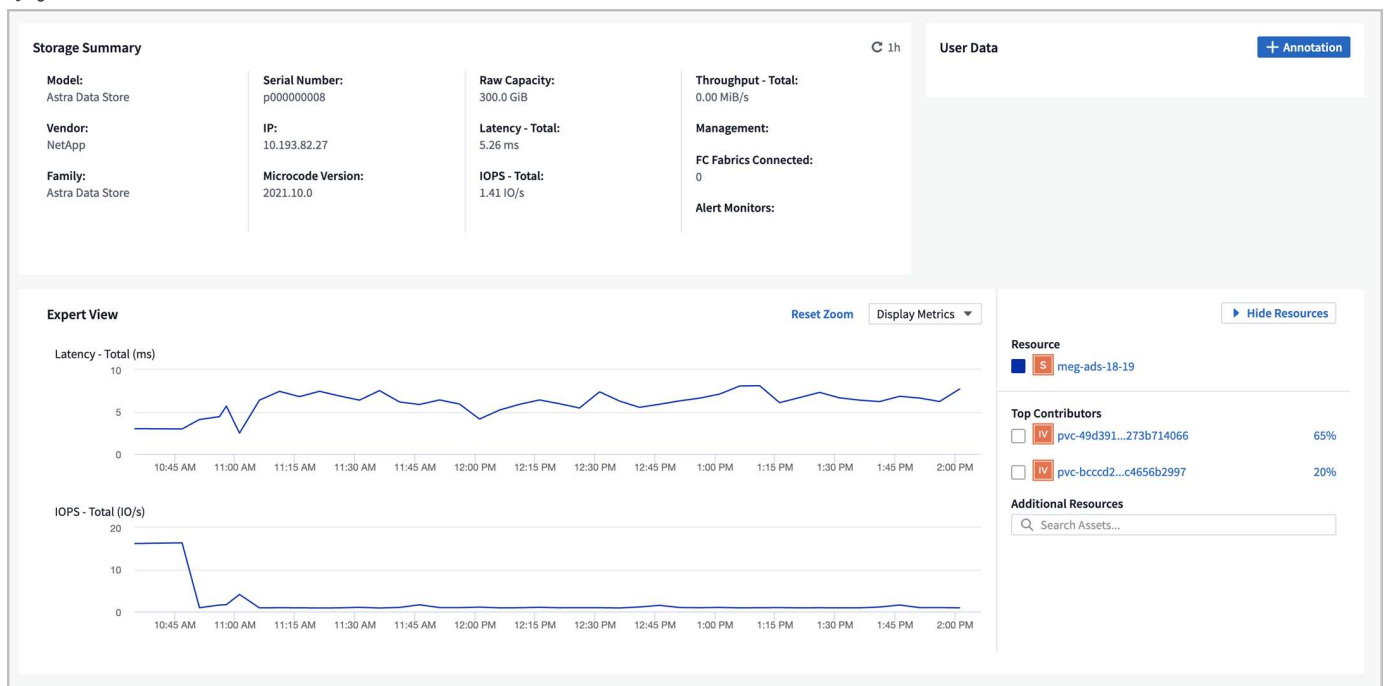 Storage Summary
1h
Model:
Astra Data Store
Vendor:
NetApp
Family:
Astra Data Store
Serial Number:
p000000008
IP:
10.193.82.27
Microcode Version:
2021.10.0
Raw Capacity:
300.0 GiB
Latency - Total:
5.26 ms
IOPS - Total:
1.41 IO/s
Throughput - Total:
0.00 MiB/s
Management:
FC Fabrics Connected:
0
Alert Monitors:
User Data
+ Annotation
Expert View
Reset Zoom
Display Metrics
Latency - Total (ms)
10
5
0
10:45 AM 11:00 AM 11:15 AM 11:30 AM 11:45 AM 12:00 PM 12:15 PM 12:30 PM 12:45 PM 1:00 PM 1:15 PM 1:30 PM 1:45 PM 2:00 PM
IOPS - Total (IO/s)
20
10
0
10:45 AM 11:00 AM 11:15 AM 11:30 AM 11:45 AM 12:00 PM 12:15 PM 12:30 PM 12:45 PM 1:00 PM 1:15 PM 1:30 PM 1:45 PM 2:00 PM
Hide Resources
Resource
S meg-ads-18-19
Top Contributors
IV pvc-49d391...273b714066 65%
IV pvc-bcccd2...c4656b2997 20%
Additional Resources
Search Assets...